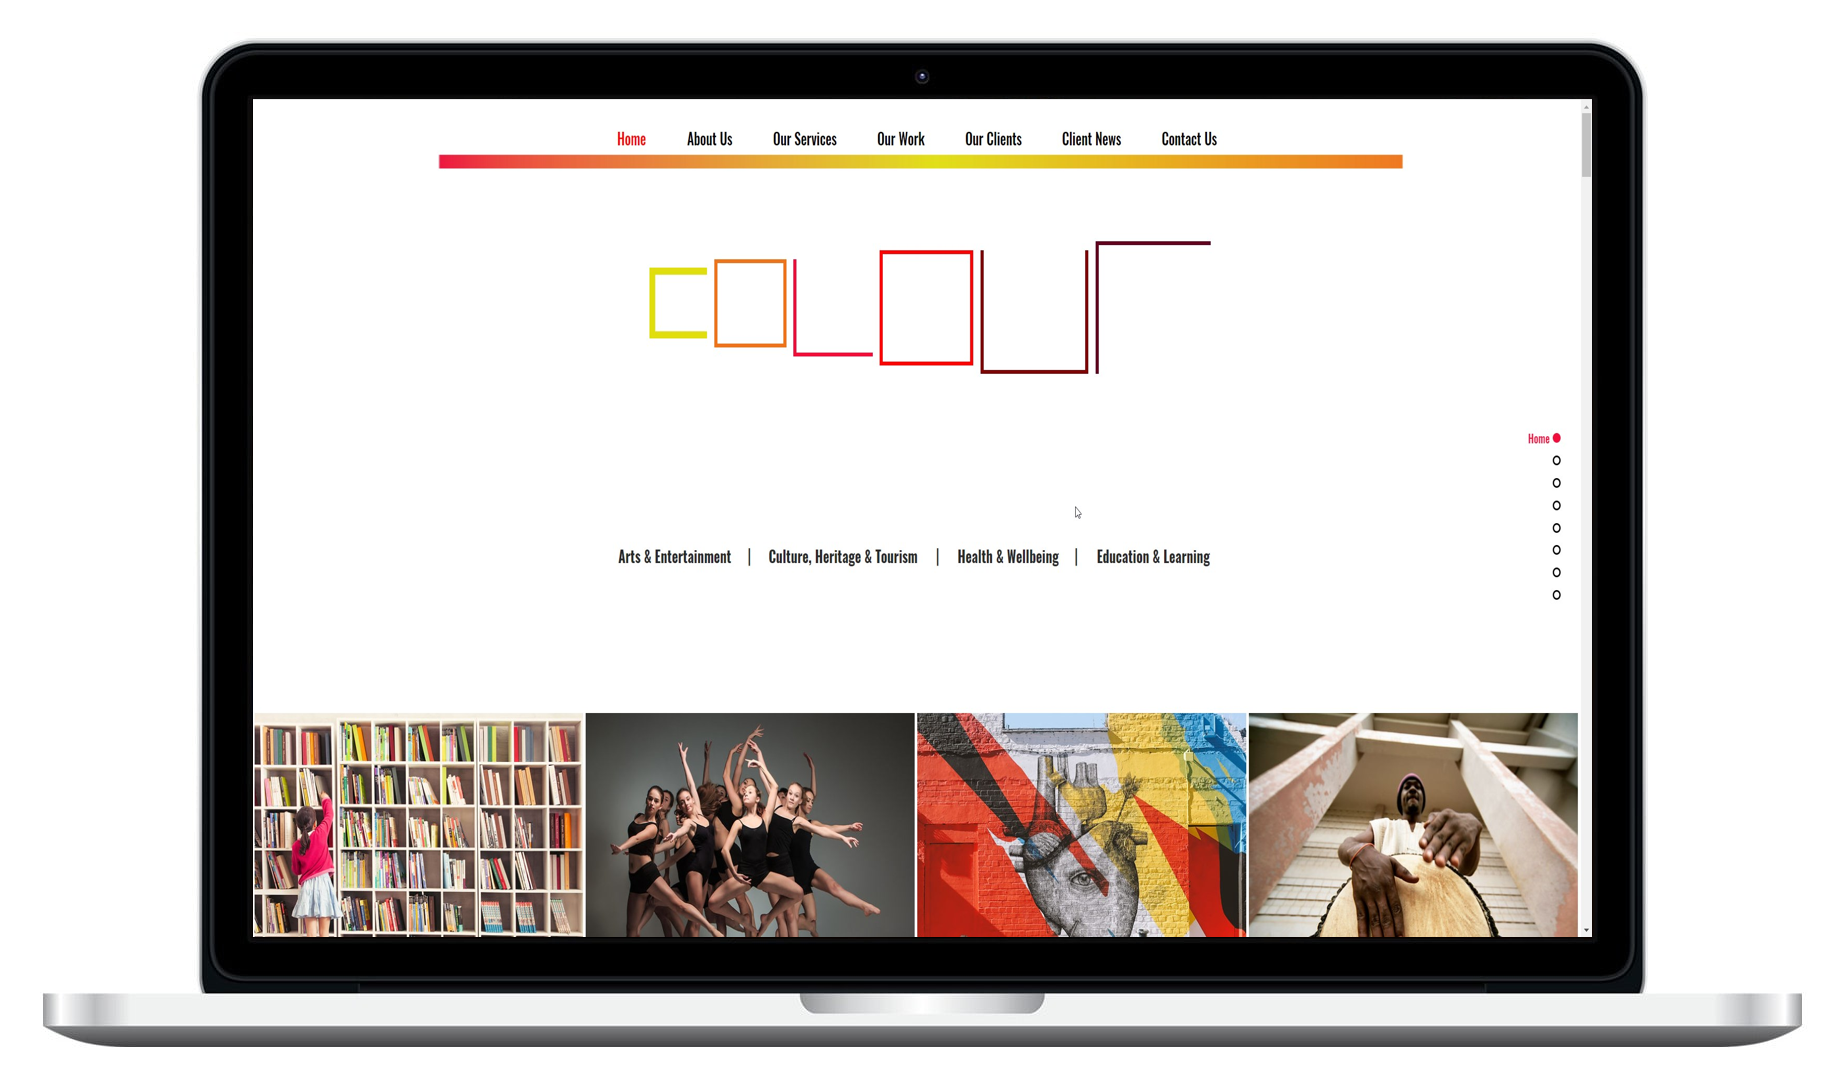 Home About Us Our Services Our Work Our Clients Client News Contact Us
COLOUr
Home
Arts & Entertainment | Culture, Heritage & Tourism | Health & Wellbeing | Education & Learning